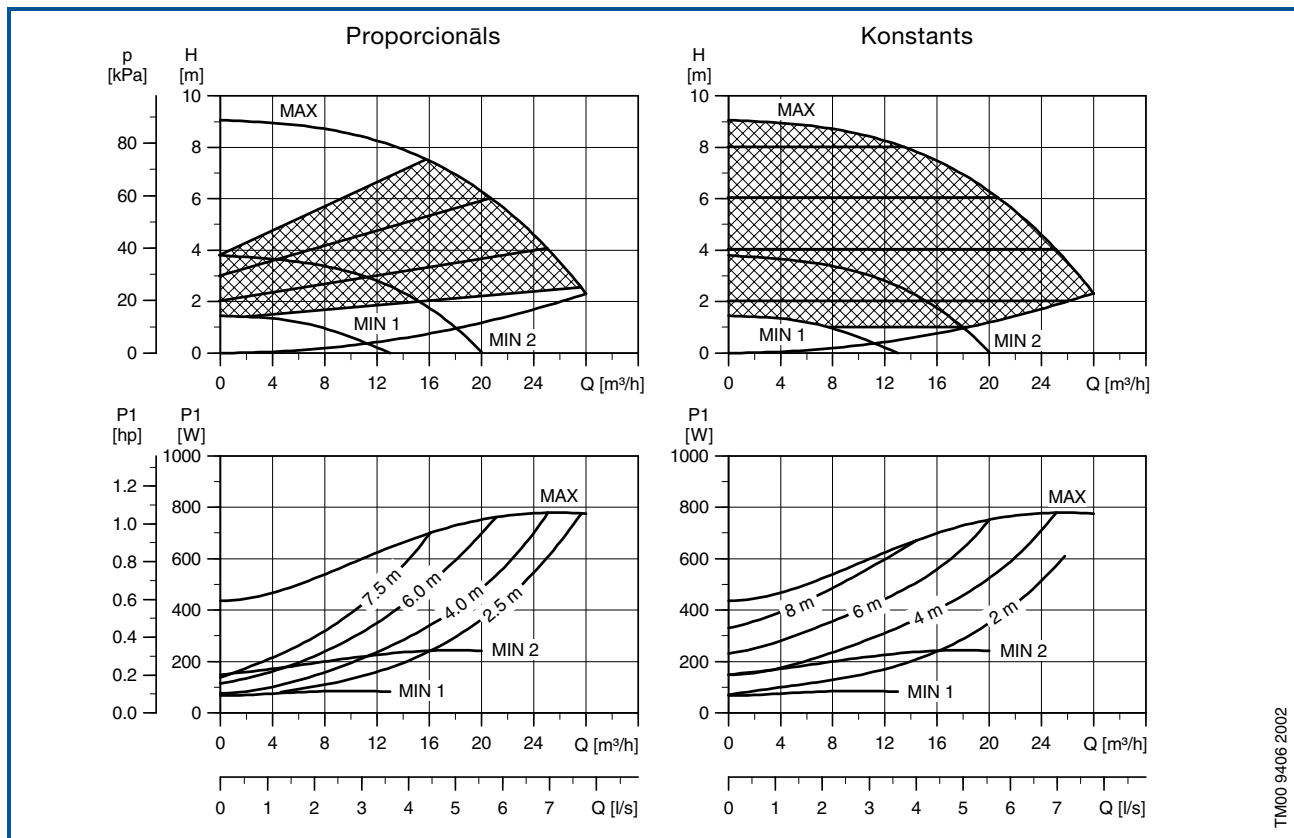 Proporcionāls
Konstants
p
[kPa]
H
[m]
H
[m]
10
8
6
4
2
0
80
60
40
20
0
MAX
MIN 1
MIN 2
0 4 8 12 16 20 24 Q [m³/h]
10
8
6
4
2
0
MAX
MIN 1
MIN 2
0 4 8 12 16 20 24 Q [m³/h]
P1
[hp]
P1
[W]
P1
[W]
1.2
1.0
0.8
0.6
0.4
0.2
0.0
1000
800
600
400
200
0
MAX
7.5 m
6.0 m
4.0 m
2.5 m
MIN 2
MIN 1
0 4 8 12 16 20 24 Q [m³/h]
0 1 2 3 4 5 6 7 Q [l/s]
1000
800
600
400
200
0
MAX
8 m
6 m
4 m
2 m
MIN 2
MIN 1
0 4 8 12 16 20 24 Q [m³/h]
0 1 2 3 4 5 6 7 Q [l/s]
TM00 9406 2002